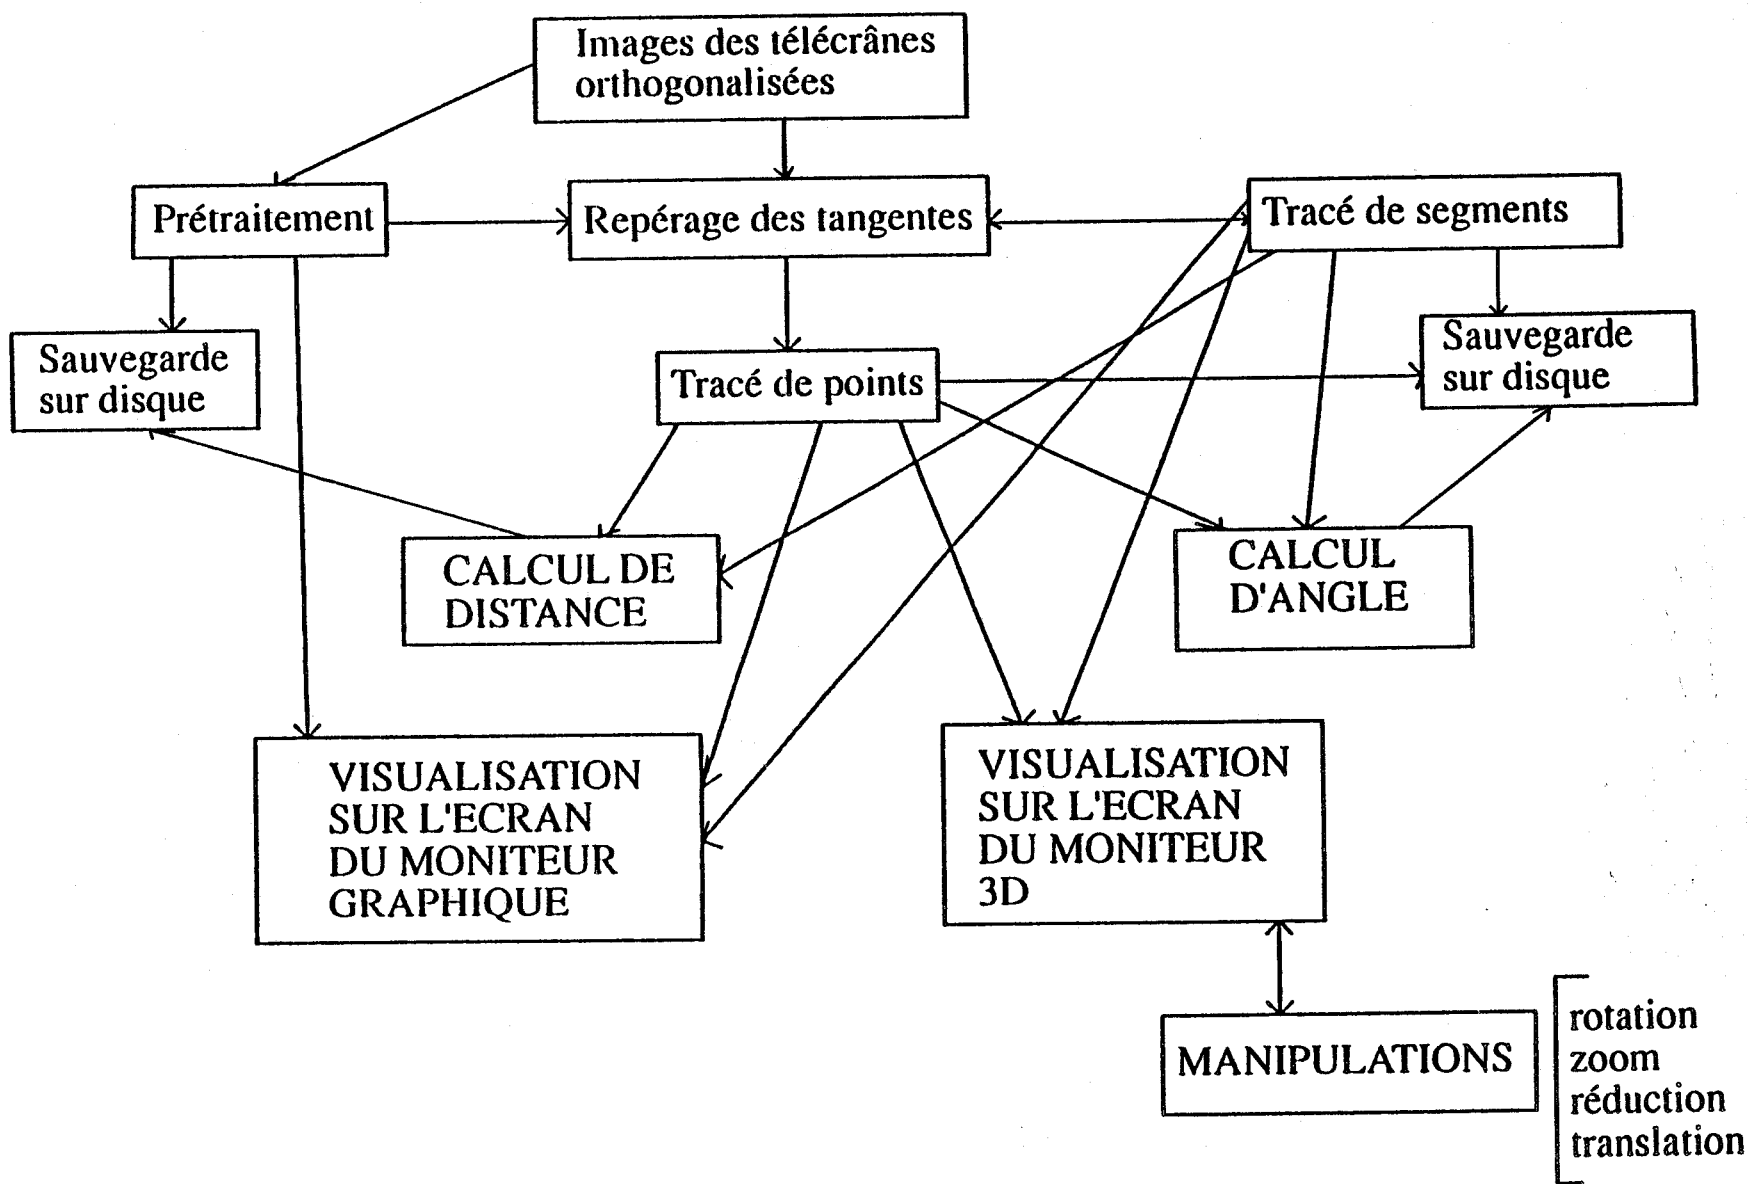 Images des télécrânes
orthogonalisées
Prétraitement
Repérage des tangentes
Tracé de segments
Sauvegarde
sur disque
Tracé de points
Sauvegarde
sur disque
CALCUL DE
DISTANCE
CALCUL
D'ANGLE
VISUALISATION
SUR L'ECRAN
DU MONITEUR
GRAPHIQUE
VISUALISATION
SUR L'ECRAN
DU MONITEUR
3D
MANIPULATIONS
rotation
zoom
réduction
translation